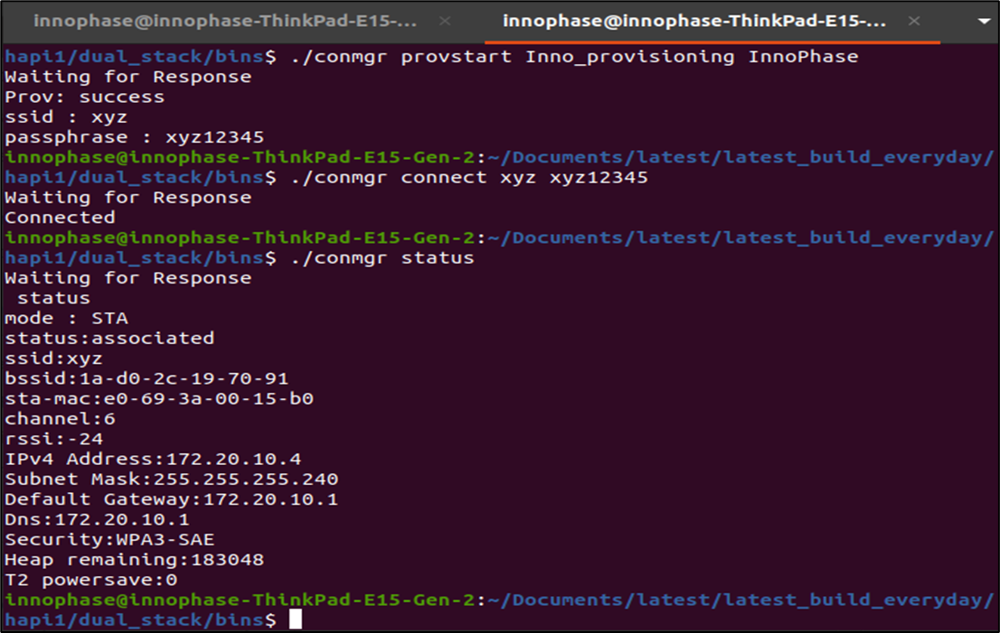 innophase@innophase-ThinkPad-E15-... × innophase@innophase-ThinkPad-E15-... ×
hapi1/dual_stack/bins$ ./conmgr provstart Inno_provisioning InnoPhase
Waiting for Response
Prov: success
ssid : xyz
passphrase : xyz12345
innophase@innophase-ThinkPad-E15-Gen-2:~/Documents/latest/latest_build_everyday/
hapi1/dual_stack/bins$ ./conmgr connect xyz xyz12345
Waiting for Response
Connected
innophase@innophase-ThinkPad-E15-Gen-2:~/Documents/latest/latest_build_everyday/
hapi1/dual_stack/bins$ ./conmgr status
Waiting for Response
 status
mode : STA
status:associated
ssid:xyz
bssid:1a-d0-2c-19-70-91
sta-mac:e0-69-3a-00-15-b0
channel:6
rssi:-24
IPv4 Address:172.20.10.4
Subnet Mask:255.255.255.240
Default Gateway:172.20.10.1
Dns:172.20.10.1
Security:WPA3-SAE
Heap remaining:183048
T2 powersave:0
innophase@innophase-ThinkPad-E15-Gen-2:~/Documents/latest/latest_build_everyday/
hapi1/dual_stack/bins$